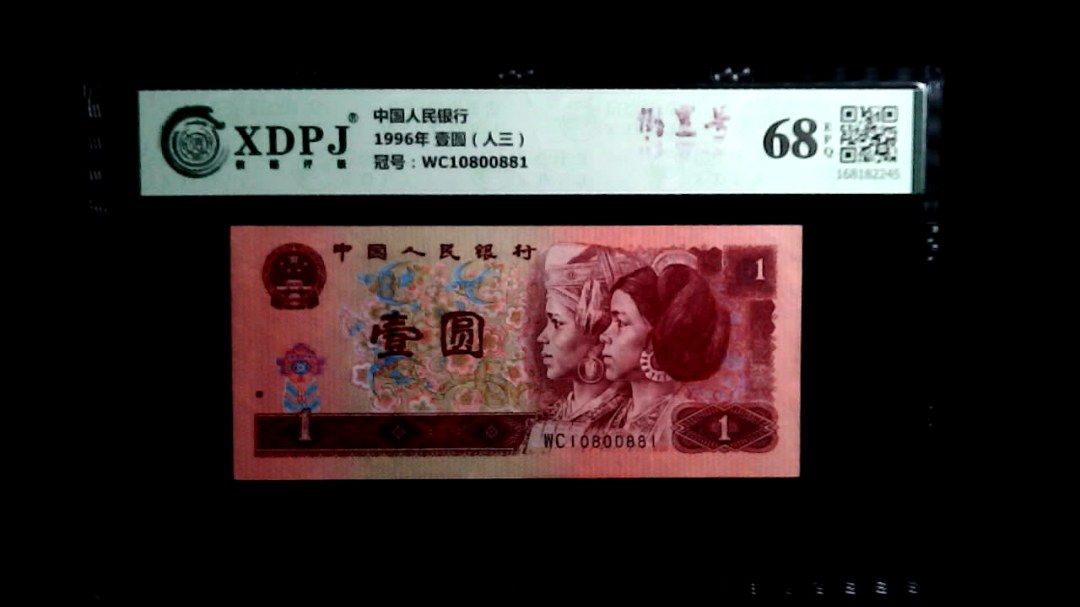 XDPJ®
中国人民银行
1996年 壹圆（人三）
冠号：WC10800881
68
EPQ
168182245
中国人民银行
1
壹圆
1
WC10800881
1